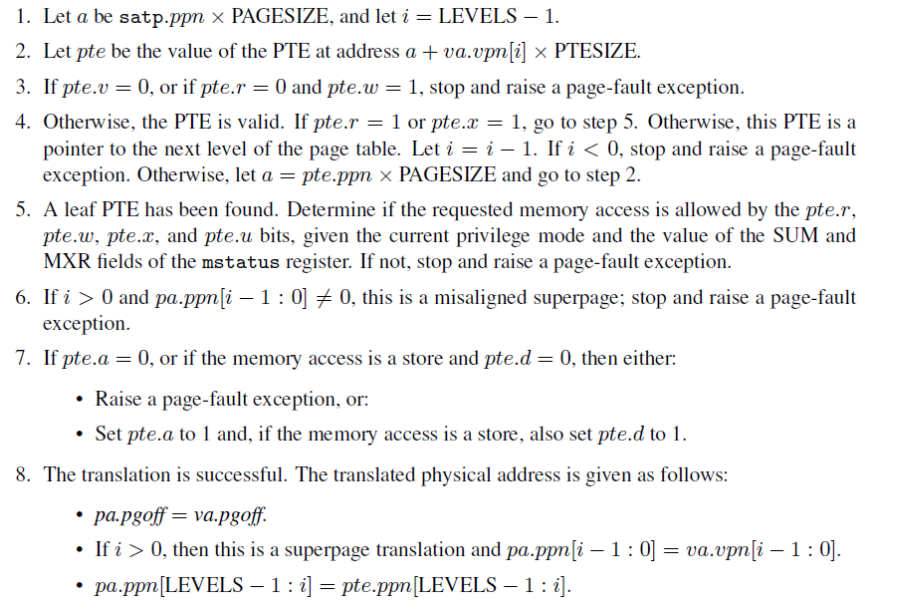 1. Let a be satp.ppn × PAGESIZE, and let i = LEVELS − 1.
2. Let pte be the value of the PTE at address a + va.vpn[i] × PTESIZE.
3. If pte.v = 0, or if pte.r = 0 and pte.w = 1, stop and raise a page-fault exception.
4. Otherwise, the PTE is valid. If pte.r = 1 or pte.x = 1, go to step 5. Otherwise, this PTE is a
pointer to the next level of the page table. Let i = i − 1. If i < 0, stop and raise a page-fault
exception. Otherwise, let a = pte.ppn × PAGESIZE and go to step 2.
5. A leaf PTE has been found. Determine if the requested memory access is allowed by the pte.r,
pte.w, pte.x, and pte.u bits, given the current privilege mode and the value of the SUM and
MXR fields of the mstatus register. If not, stop and raise a page-fault exception.
6. If i > 0 and pa.ppn[i − 1 : 0] ≠ 0, this is a misaligned superpage; stop and raise a page-fault
exception.
7. If pte.a = 0, or if the memory access is a store and pte.d = 0, then either:
• Raise a page-fault exception, or:
• Set pte.a to 1 and, if the memory access is a store, also set pte.d to 1.
8. The translation is successful. The translated physical address is given as follows:
• pa.pgoff = va.pgoff.
• If i > 0, then this is a superpage translation and pa.ppn[i − 1 : 0] = va.vpn[i − 1 : 0].
• pa.ppn[LEVELS − 1 : i] = pte.ppn[LEVELS − 1 : i].